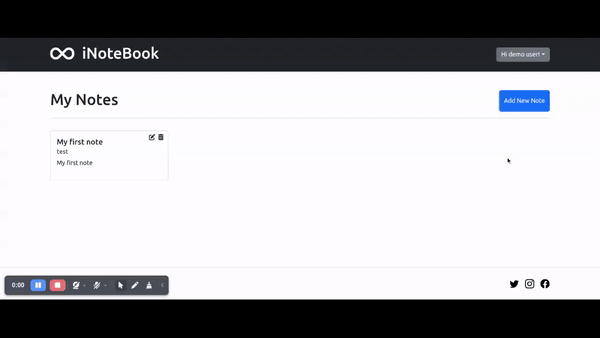 iNoteBook
Hi demo user!
My Notes
Add New Note
My first note
test
My first note
0:00